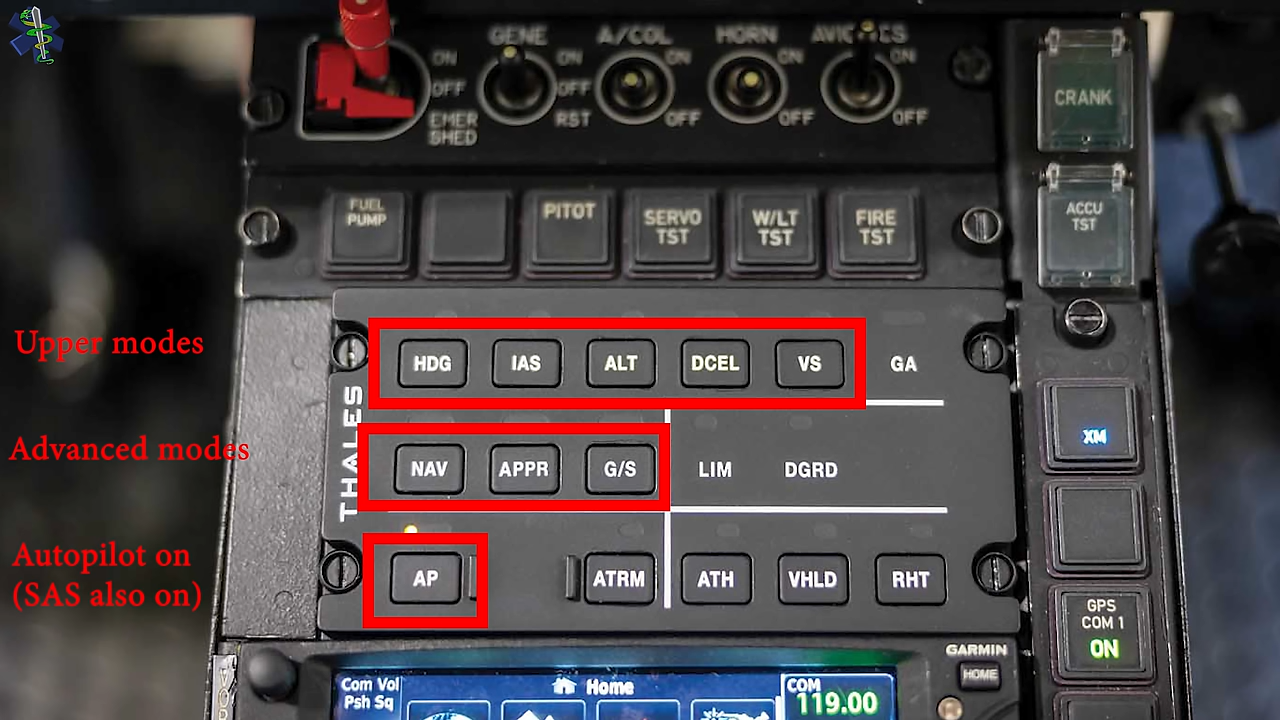 GENE
A/COL
HORN
ON
ON
ON
ON
OFF
OFF
EMER
SHED
RST
OFF
OFF
OFF
CRANK
FUEL
PUMP
PITOT
SERVO
TST
W/LT
TST
FIRE
TST
ACCU
TST
Upper modes
HDG
IAS
ALT
DCEL
VS
GA
THALES
Advanced modes
NAV
APPR
G/S
LIM
DGRD
XM
Autopilot on
(SAS also on)
AP
ATRM
ATH
VHLD
RHT
GPS
COM 1
ON
GARMIN
HOME
Com Vol
Psh Sq
Home
COM
119.00